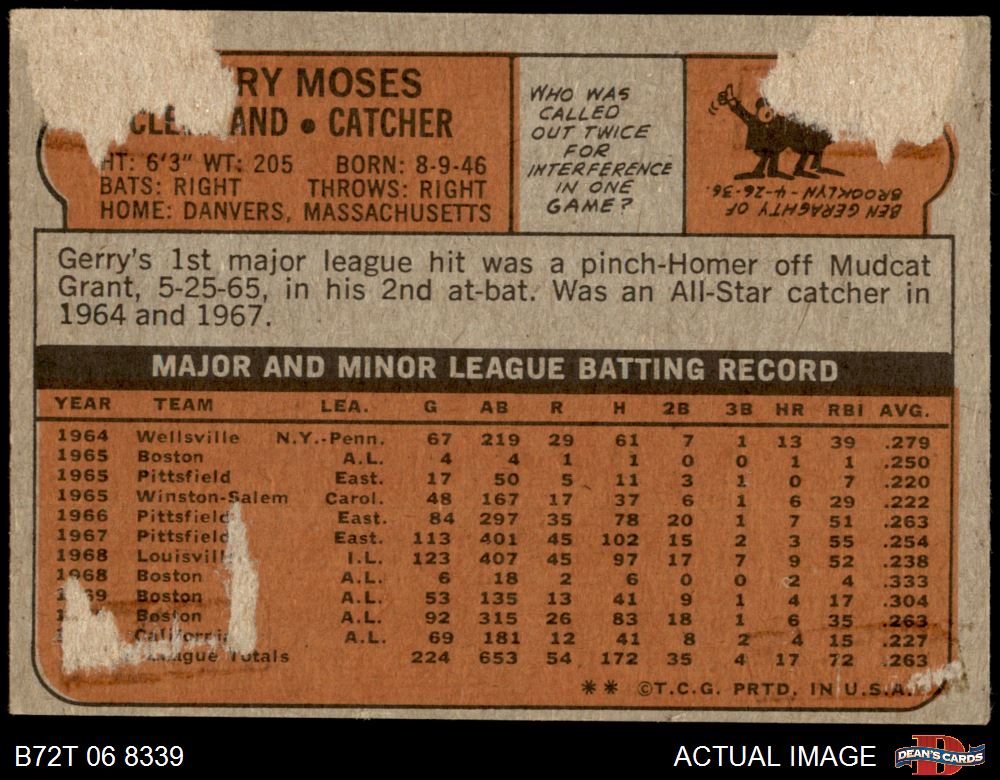 RY MOSES
AND • CATCHER
HT: 6'3" WT: 205 BORN: 8-9-46
BATS: RIGHT THROWS: RIGHT
HOME: DANVERS, MASSACHUSETTS
WHO WAS
CALLED
OUT TWICE
FOR
INTERFERENCE
IN ONE
GAME?
BEN GERAGHTY OF
BROOKLYN - 4-26-36.
Gerry's 1st major league hit was a pinch-Homer off Mudcat
Grant, 5-25-65, in his 2nd at-bat. Was an All-Star catcher in
1964 and 1967.
MAJOR AND MINOR LEAGUE BATTING RECORD
YEAR TEAM LEA. G AB R H 2B 3B HR RBI AVG.
1964 Wellsville N.Y.-Penn. 67 219 29 61 7 1 13 39 .279
1965 Boston A.L. 4 4 1 1 0 0 1 1 .250
1965 Pittsfield East. 17 50 5 11 3 1 0 7 .220
1965 Winston-Salem Carol. 48 167 17 37 6 1 6 29 .222
1966 Pittsfield East. 84 297 35 78 20 1 7 51 .263
1967 Pittsfield East. 113 401 45 102 15 2 3 55 .254
1968 Louisvill I.L. 123 407 45 97 17 7 9 52 .238
1968 Boston A.L. 6 18 2 6 0 0 2 4 .333
69 Boston A.L. 53 135 13 41 9 1 4 17 .304
Boston A.L. 92 315 26 83 18 1 6 35 .263
California A.L. 69 181 12 41 8 2 4 15 .227
ague Totals 224 653 54 172 35 4 17 72 .263
** ©T.C.G. PRTD. IN U.S.A.
B72T 06 8339
ACTUAL IMAGE
D
DEAN'S CARDS